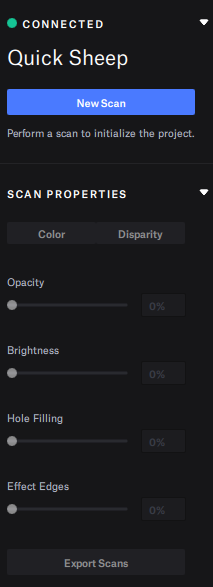 CONNECTED
Quick Sheep
New Scan
Perform a scan to initialize the project.
SCAN PROPERTIES
Color Disparity
Opacity
0%
Brightness
0%
Hole Filling
0%
Effect Edges
0%
Export Scans